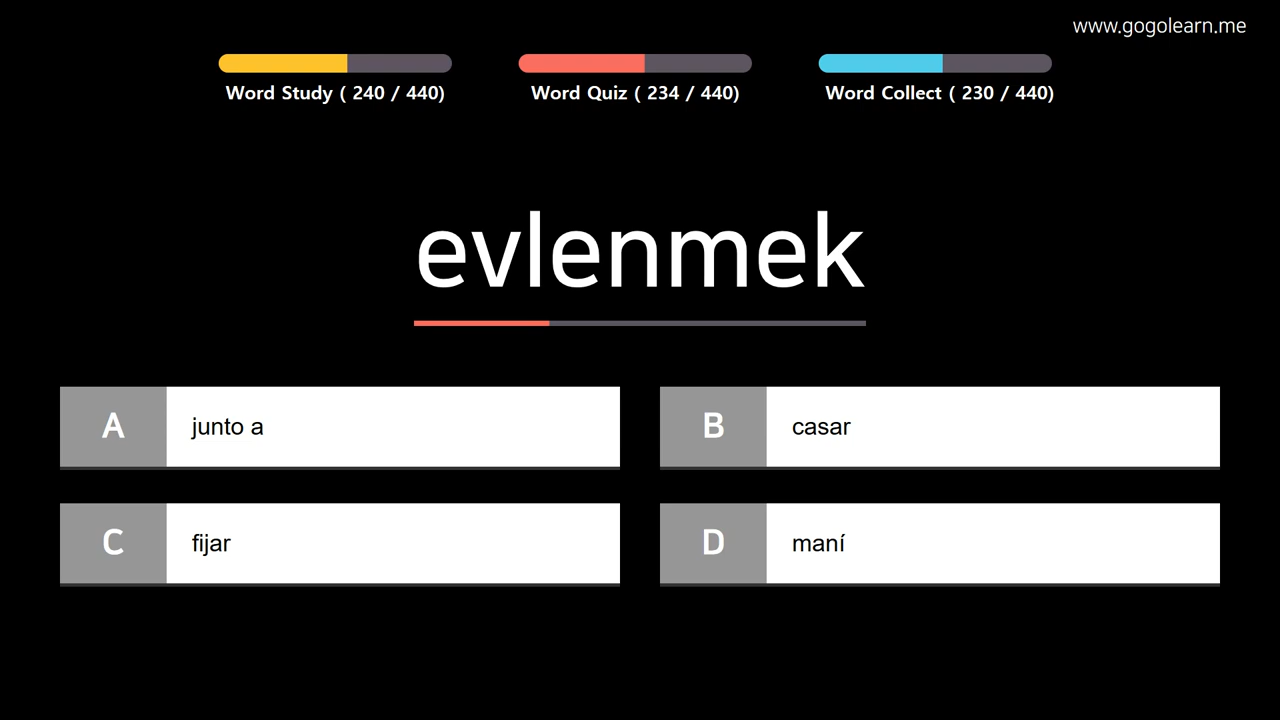 www.gogolearn.me
Word Study ( 240 / 440)
Word Quiz ( 234 / 440)
Word Collect ( 230 / 440)
evlenmek
A junto a
B casar
C fijar
D maní